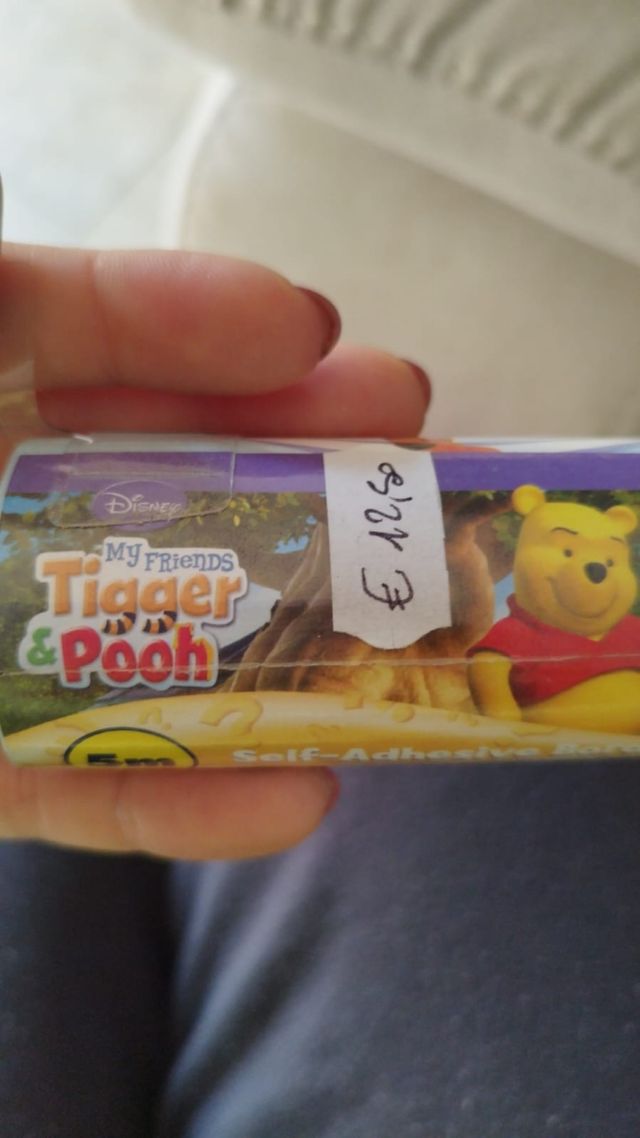 Disney
My Friends
Tigger
& Pooh
€ 12,50
5m
Self-Adhesive